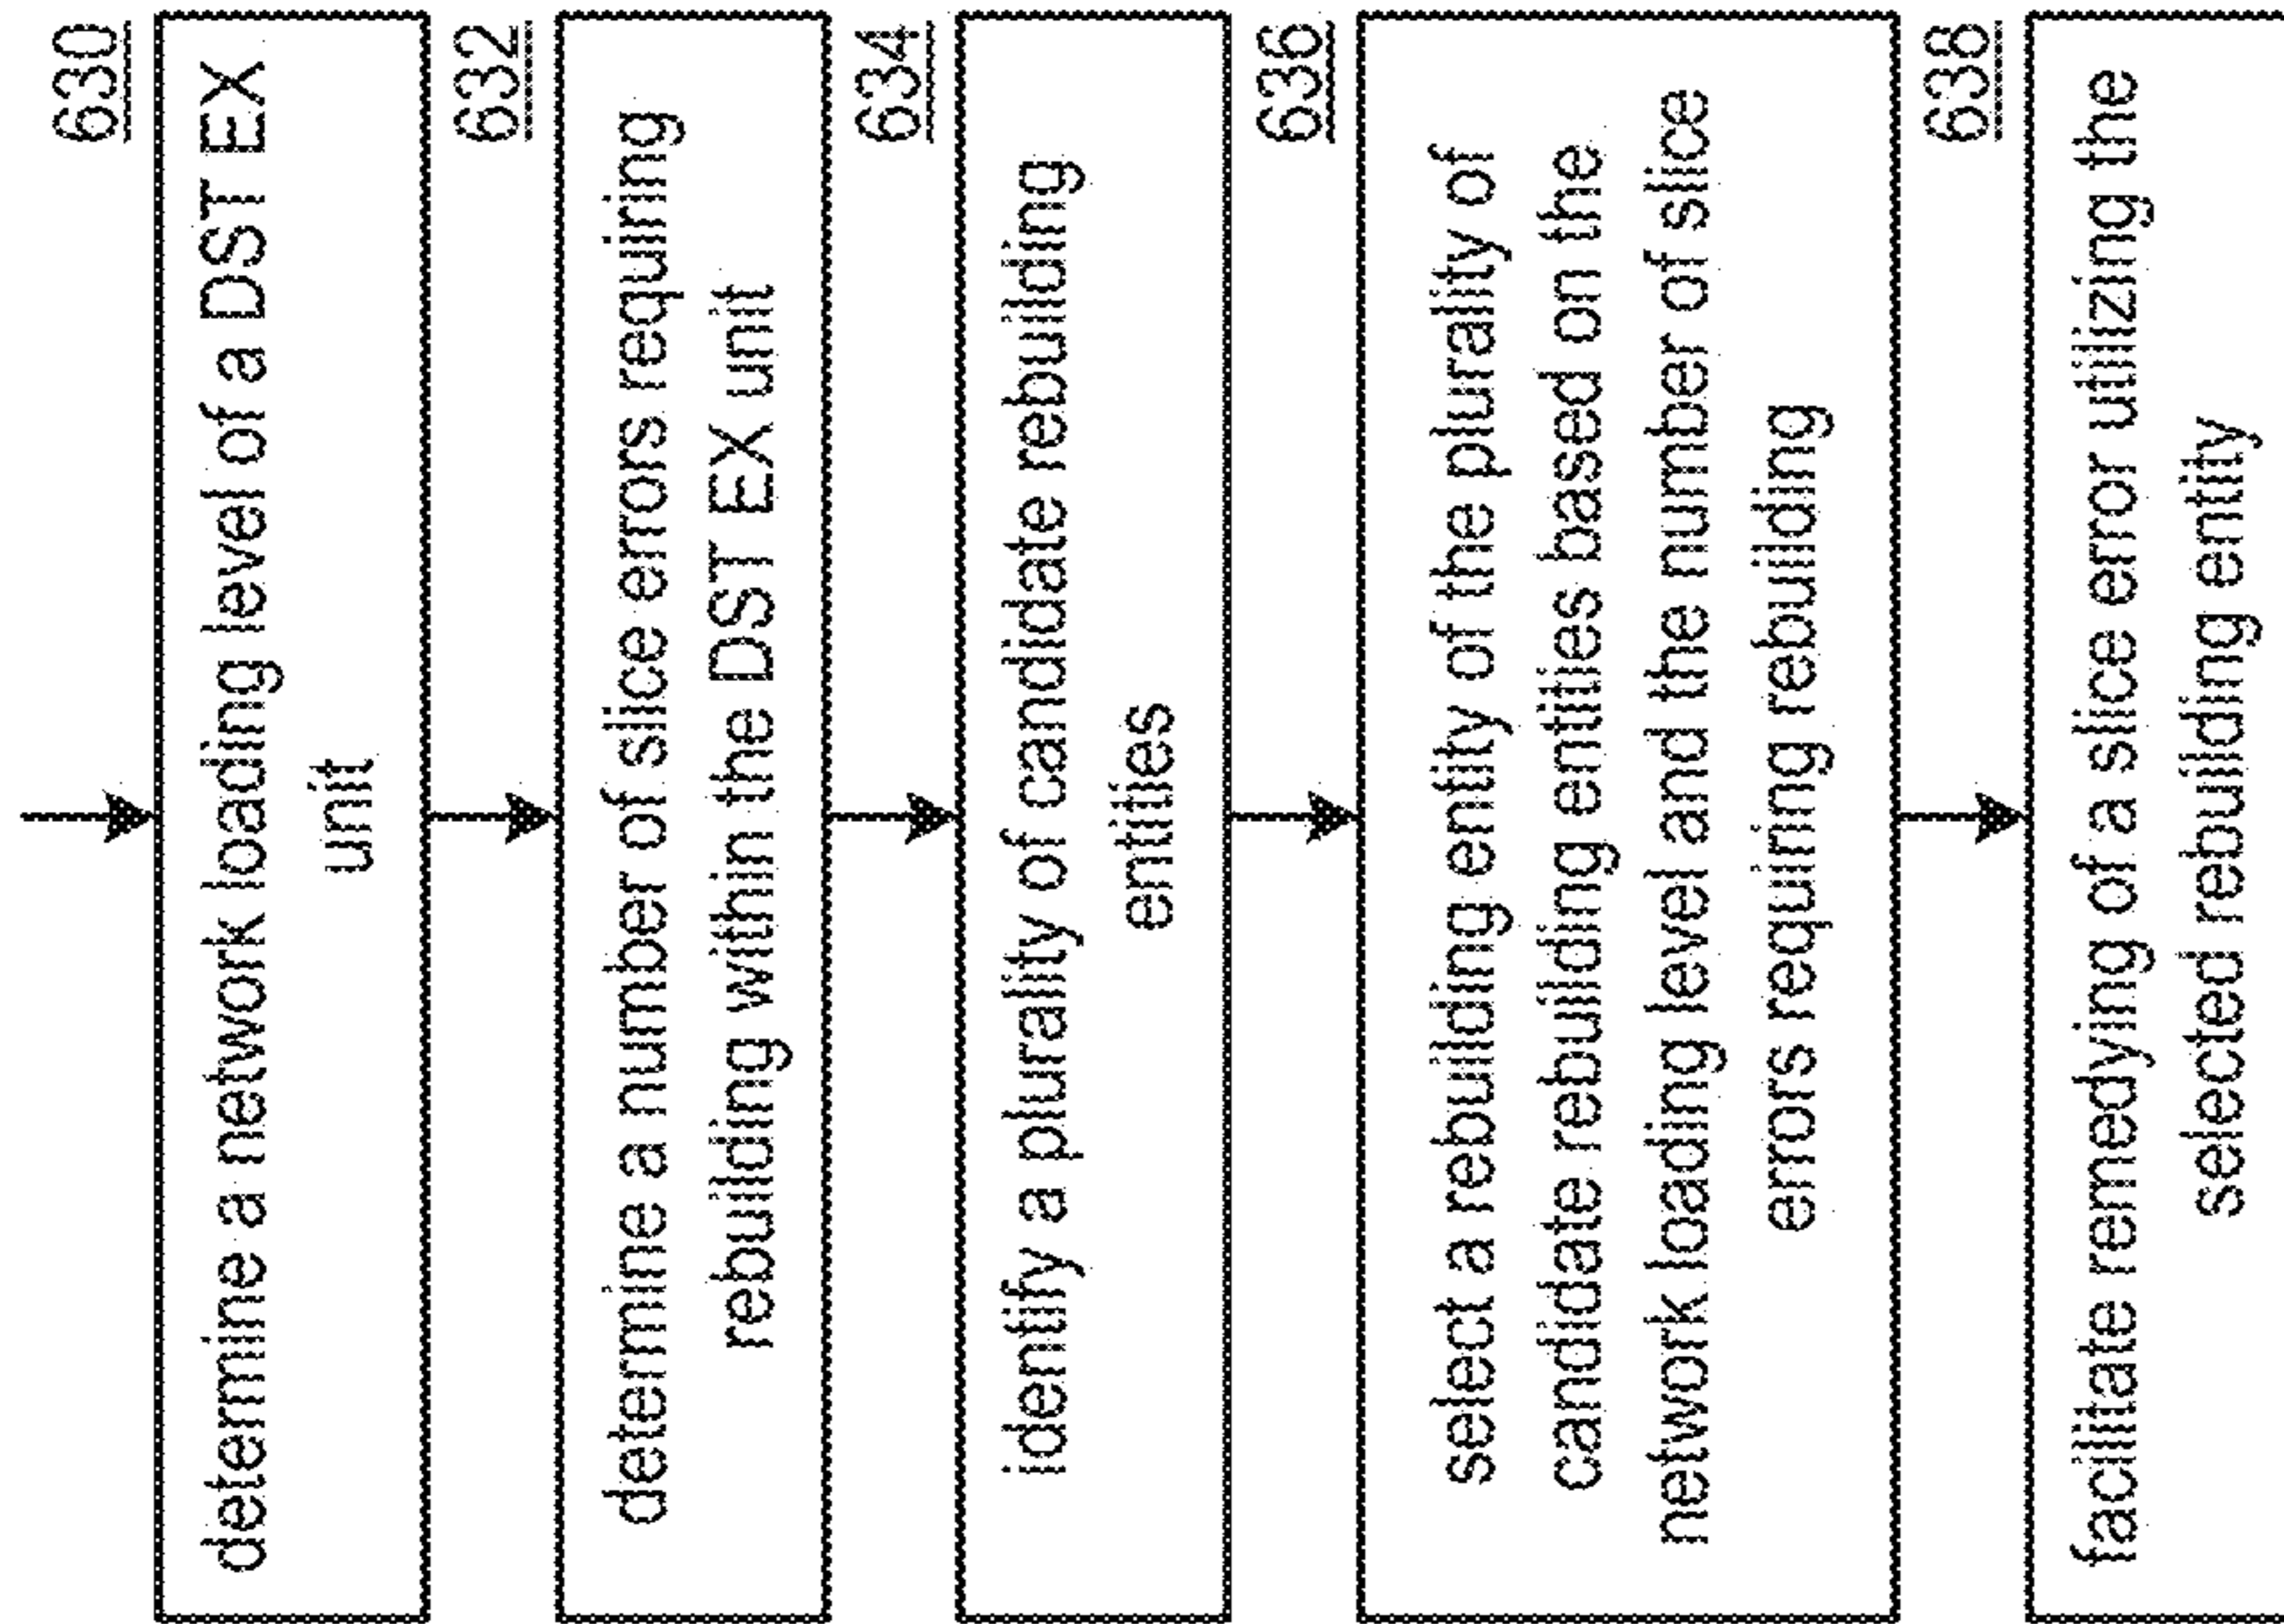 630
determine a network loading level of a DST EX
unit
632
determine a number of slice errors requiring
rebuilding within the DST EX unit
634
identify a plurality of candidate rebuilding
entities
636
select a rebuilding entity of the plurality of
candidate rebuilding entities based on the
network loading level and the number of slice
errors requiring rebuilding
638
facilitate remedying of a slice error utilizing the
selected rebuilding entity